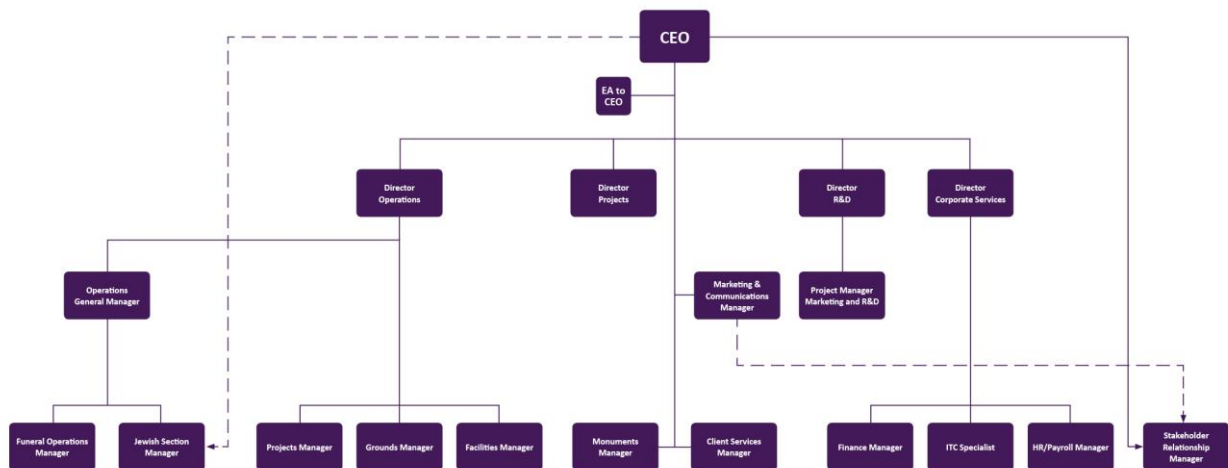 CEO
EA to
CEO
Director
Operations
Director
Projects
Director
R&D
Director
Corporate Services
Operations
General Manager
Marketing &
Communications
Manager
Project Manager
Marketing and R&D
Funeral Operations
Manager
Jewish Section
Manager
Projects Manager
Grounds Manager
Facilities Manager
Monuments
Manager
Client Services
Manager
Finance Manager
ITC Specialist
HR/Payroll Manager
Stakeholder
Relationship
Manager